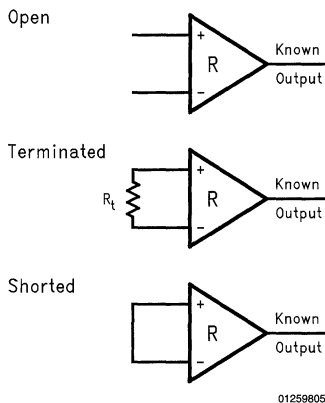 Open
+
R
−
Known
Output
Terminated
Rt
+
R
−
Known
Output
Shorted
+
R
−
Known
Output
01259805